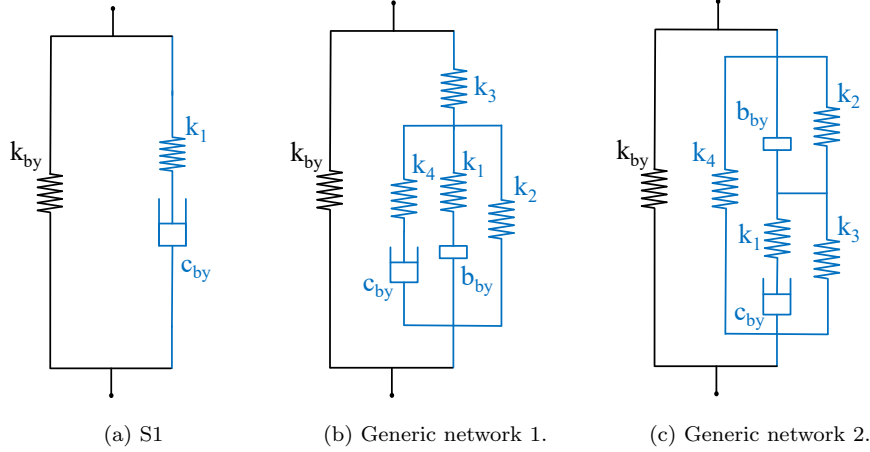 k_by
k_1
c_by
(a) S1
k_by
k_3
k_4
k_1
k_2
c_by
b_by
(b) Generic network 1.
k_by
k_4
b_by
k_2
k_1
k_3
c_by
(c) Generic network 2.